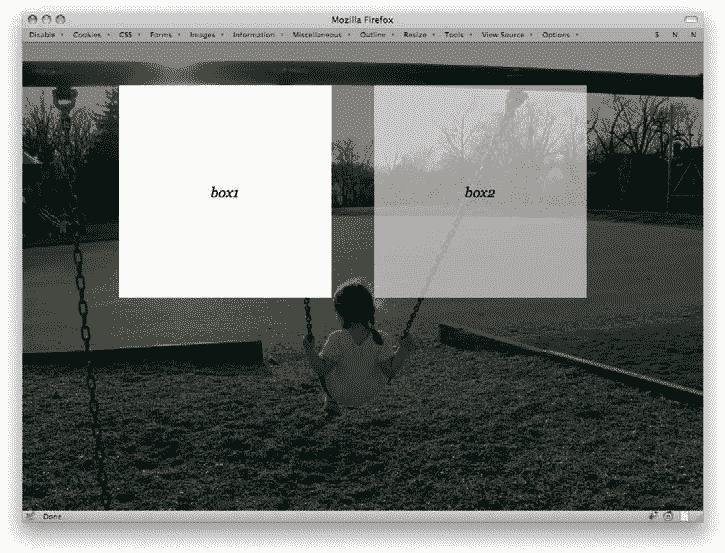 Mozilla Firefox
Disable Cookies CSS Forms Images Information Miscellaneous Outline Resize Tools View Source Options S N N
box1 box2
Done